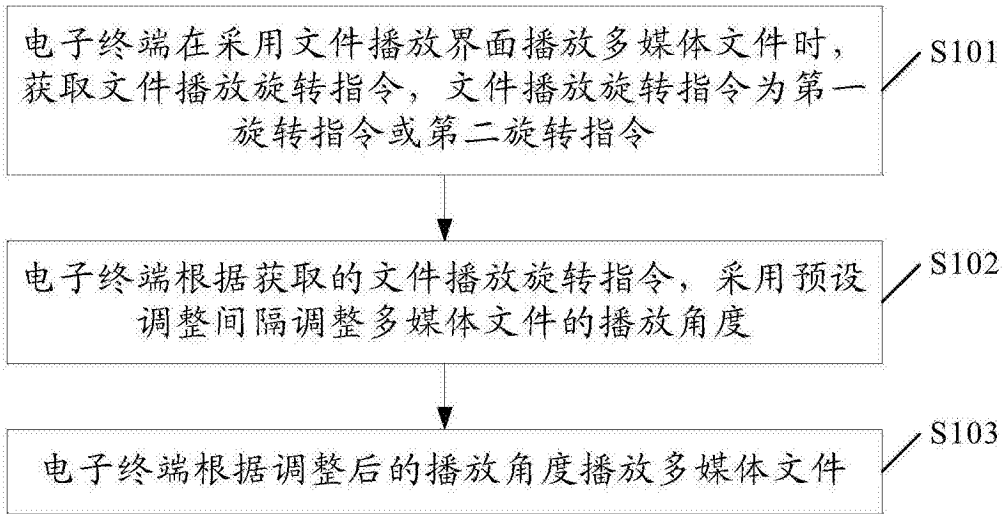 电子终端在采用文件播放界面播放多媒体文件时，
获取文件播放旋转指令，文件播放旋转指令为第一
旋转指令或第二旋转指令
S101
电子终端根据获取的文件播放旋转指令，采用预设
调整间隔调整多媒体文件的播放角度
S102
电子终端根据调整后的播放角度播放多媒体文件
S103